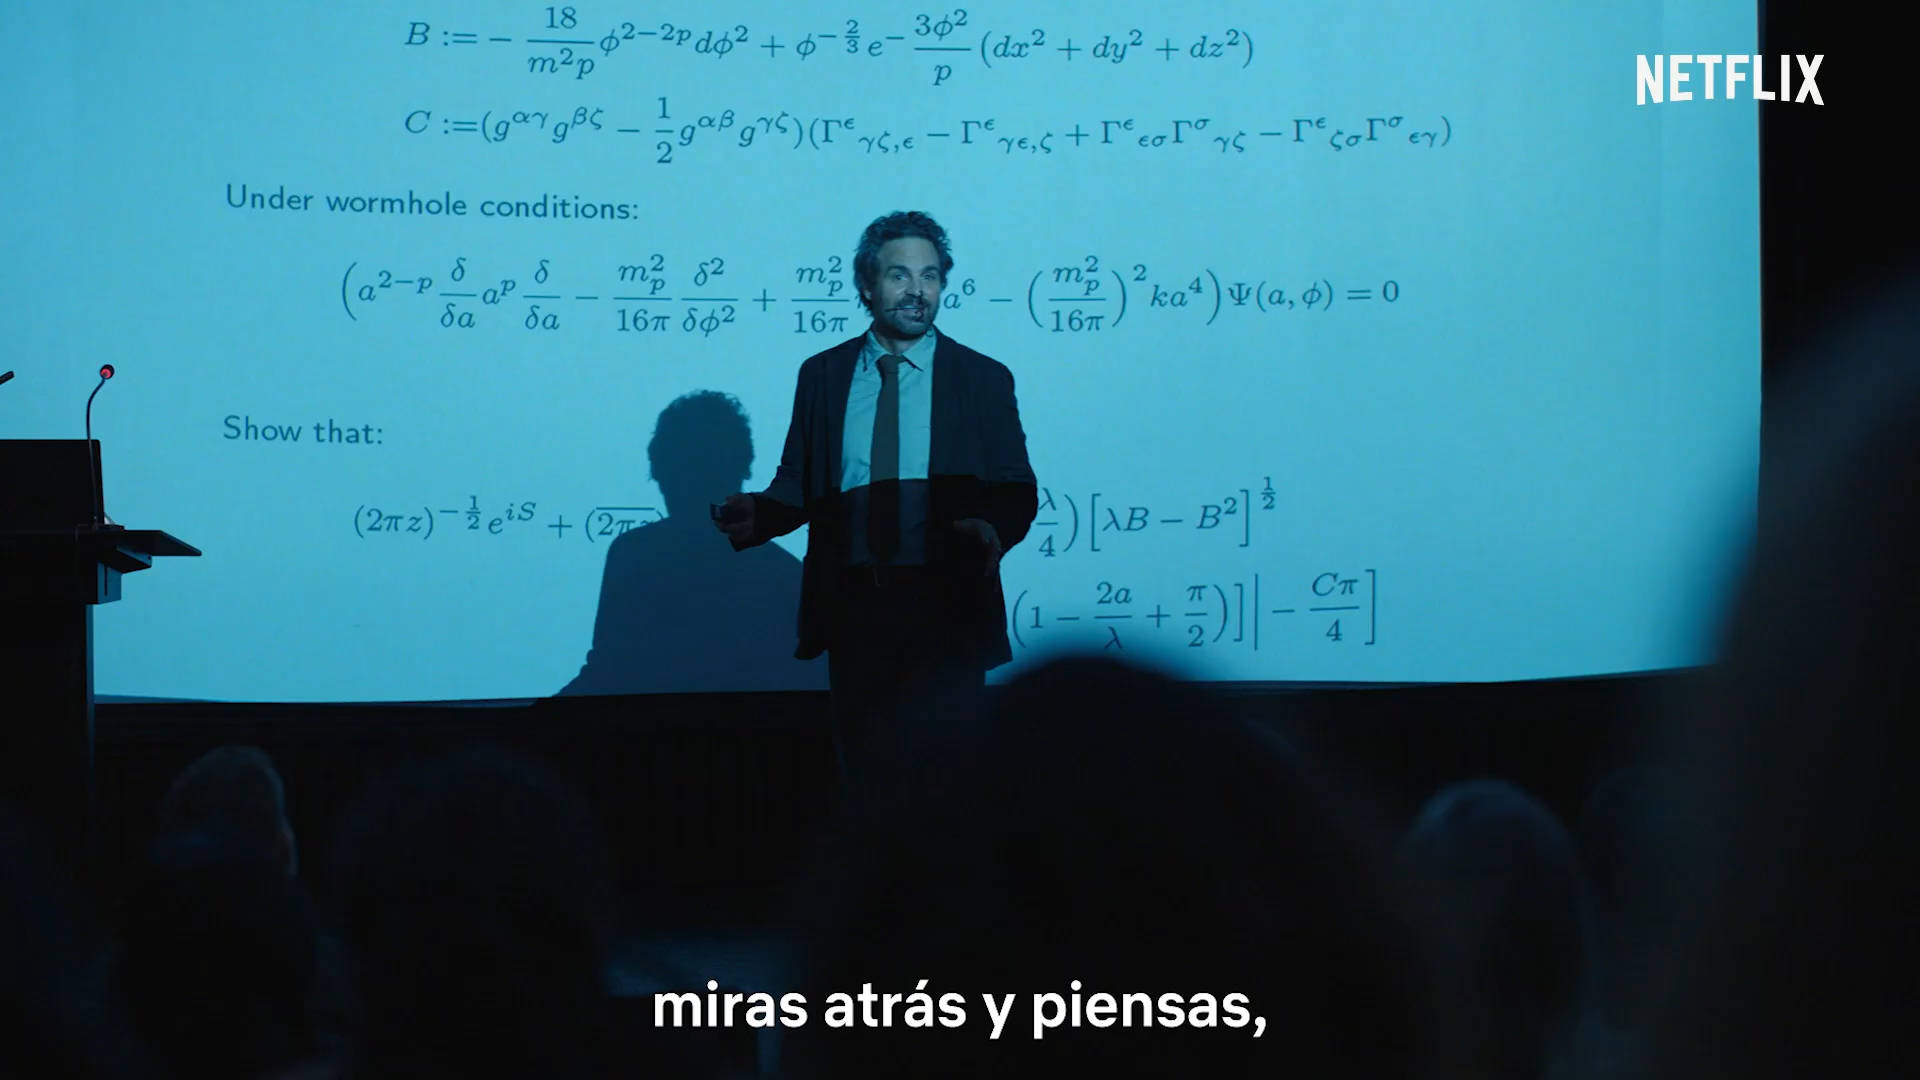 B := − 18/m²p ϕ^{2−2p} dϕ² + ϕ^{−2/3} e^− 3ϕ²/p (dx² + dy² + dz²)
NETFLIX
C := (g^{αγ} g^{βζ} − 1/2 g^{αβ} g^{γζ})(Γ^ϵ_{γζ,ϵ} − Γ^ϵ_{γϵ,ζ} + Γ^ϵ_{ϵσ}Γ^σ_{γζ} − Γ^ϵ_{ζσ}Γ^σ_{ϵγ})
Under wormhole conditions:
(a^{2−p} δ/δa a^p δ/δa − m_p²/16π δ²/δϕ² + m_p²/16π a⁶ − (m_p²/16π)² ka⁴)Ψ(a, ϕ) = 0
Show that:
(2πz)^{−1/2} e^{iS} + (2π λ/4)[λB − B²]^{1/2}
(1 − 2a/λ + π/2)]| − Cπ/4]
miras atrás y piensas,